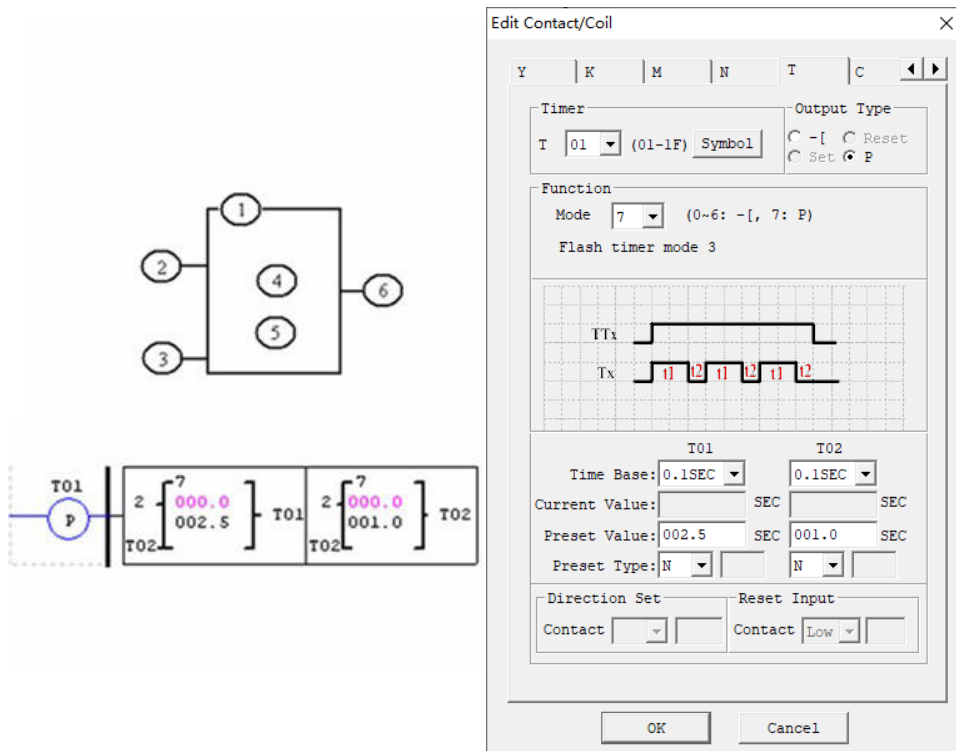 1
2
3
4
5
6
T01
P
7
2
000.0
002.5
T02
T01
7
2
000.0
001.0
T02
T02
Edit Contact/Coil
Y K M N T C
Timer
T 01 (01-1F) Symbol
Output Type
-[ Reset
Set P
Function
Mode 7 (0~6: -[, 7: P)
Flash timer mode 3
TTx
Tx t1 t2 t1 t2 t1 t2
T01 T02
Time Base: 0.1SEC 0.1SEC
Current Value: SEC SEC
Preset Value: 002.5 SEC 001.0 SEC
Preset Type: N N
Direction Set
Contact
Reset Input
Contact Low
OK Cancel